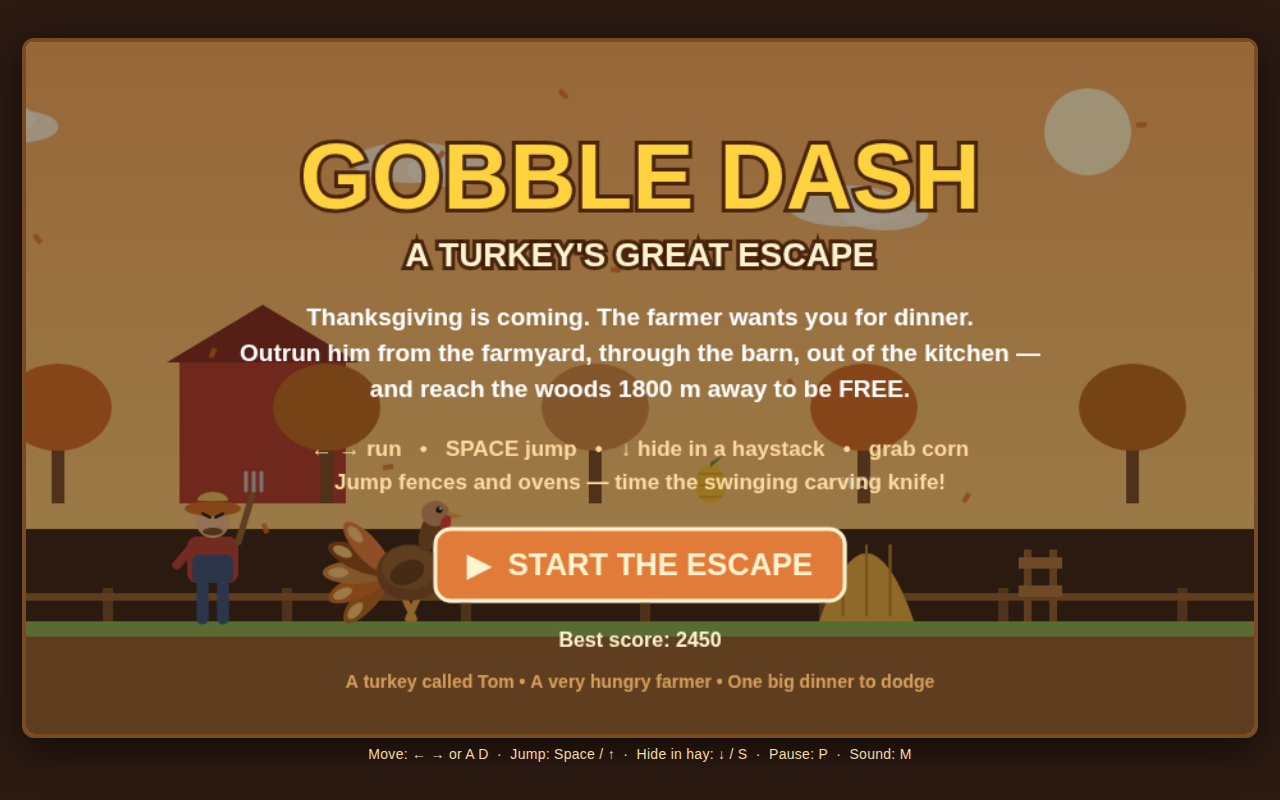 GOBBLE DASH
A TURKEY'S GREAT ESCAPE
Thanksgiving is coming. The farmer wants you for dinner.
Outrun him from the farmyard, through the barn, out of the kitchen —
and reach the woods 1800 m away to be FREE.
← → run • SPACE jump • ↓ hide in a haystack • grab corn
Jump fences and ovens — time the swinging carving knife!
▶ START THE ESCAPE
Best score: 2450
A turkey called Tom • A very hungry farmer • One big dinner to dodge
Move: ← → or A D · Jump: Space / ↑ · Hide in hay: ↓ / S · Pause: P · Sound: M